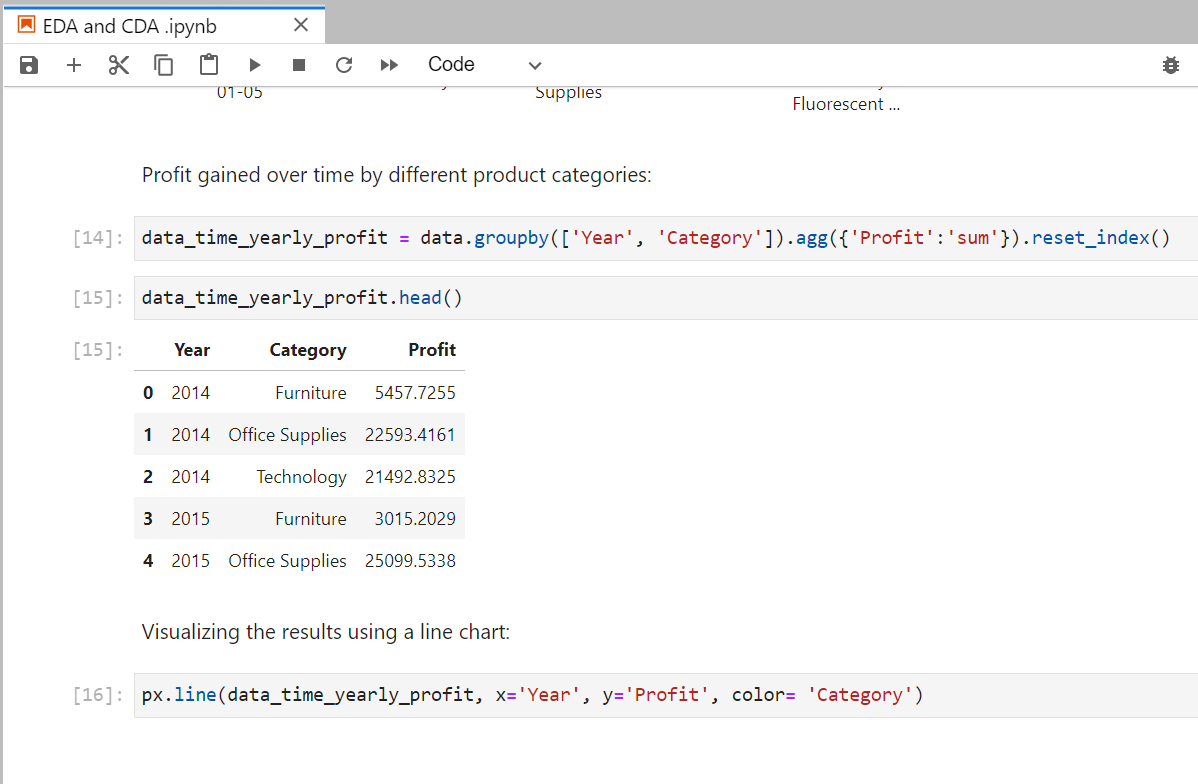 EDA and CDA .ipynb
Code
01-05
Supplies
Fluorescent ...
Profit gained over time by different product categories:
[14]: data_time_yearly_profit = data.groupby(['Year', 'Category']).agg({'Profit':'sum'}).reset_index()
[15]: data_time_yearly_profit.head()
[15]: Year Category Profit
0 2014 Furniture 5457.7255
1 2014 Office Supplies 22593.4161
2 2014 Technology 21492.8325
3 2015 Furniture 3015.2029
4 2015 Office Supplies 25099.5338
Visualizing the results using a line chart:
[16]: px.line(data_time_yearly_profit, x='Year', y='Profit', color= 'Category')